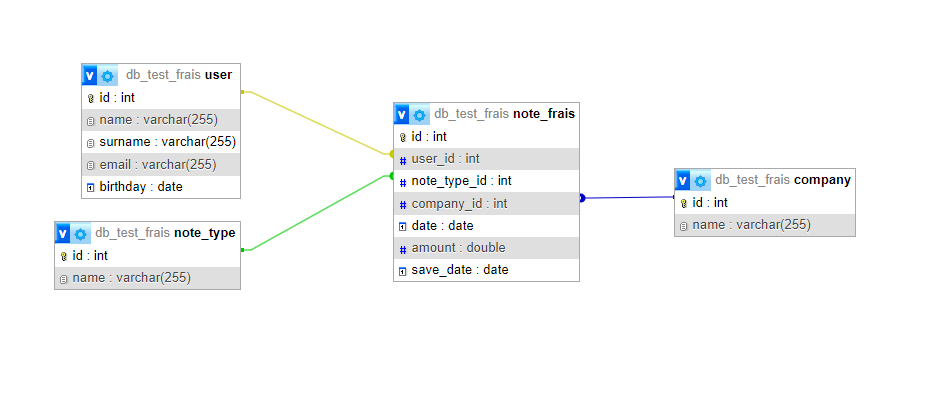 db_test_frais user
id : int
name : varchar(255)
surname : varchar(255)
email : varchar(255)
birthday : date
db_test_frais note_type
id : int
name : varchar(255)
db_test_frais note_frais
id : int
user_id : int
note_type_id : int
company_id : int
date : date
amount : double
save_date : date
db_test_frais company
id : int
name : varchar(255)